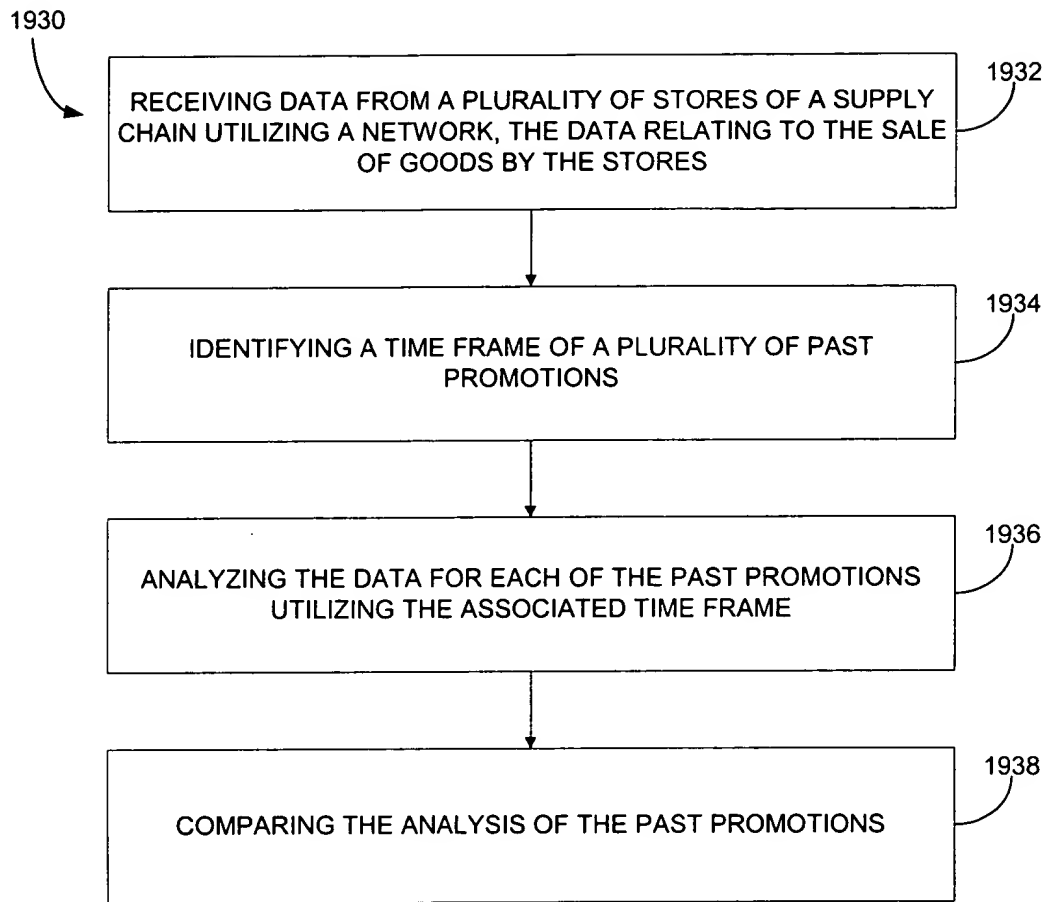 1930
1932
RECEIVING DATA FROM A PLURALITY OF STORES OF A SUPPLY
CHAIN UTILIZING A NETWORK, THE DATA RELATING TO THE SALE
OF GOODS BY THE STORES
1934
IDENTIFYING A TIME FRAME OF A PLURALITY OF PAST
PROMOTIONS
1936
ANALYZING THE DATA FOR EACH OF THE PAST PROMOTIONS
UTILIZING THE ASSOCIATED TIME FRAME
1938
COMPARING THE ANALYSIS OF THE PAST PROMOTIONS